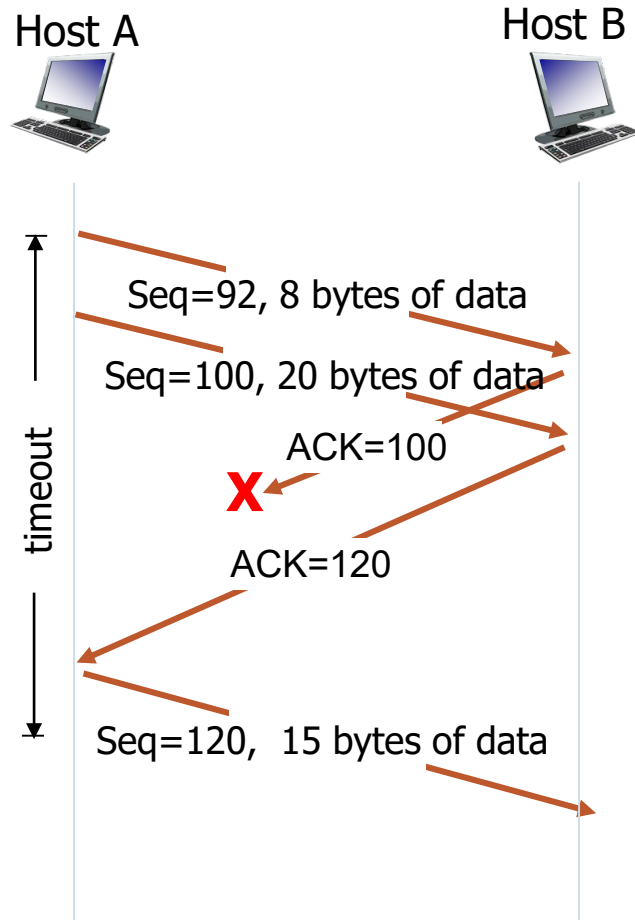 Host A
Host B
Seq=92, 8 bytes of data
Seq=100, 20 bytes of data
ACK=100
X
timeout
ACK=120
Seq=120,  15 bytes of data